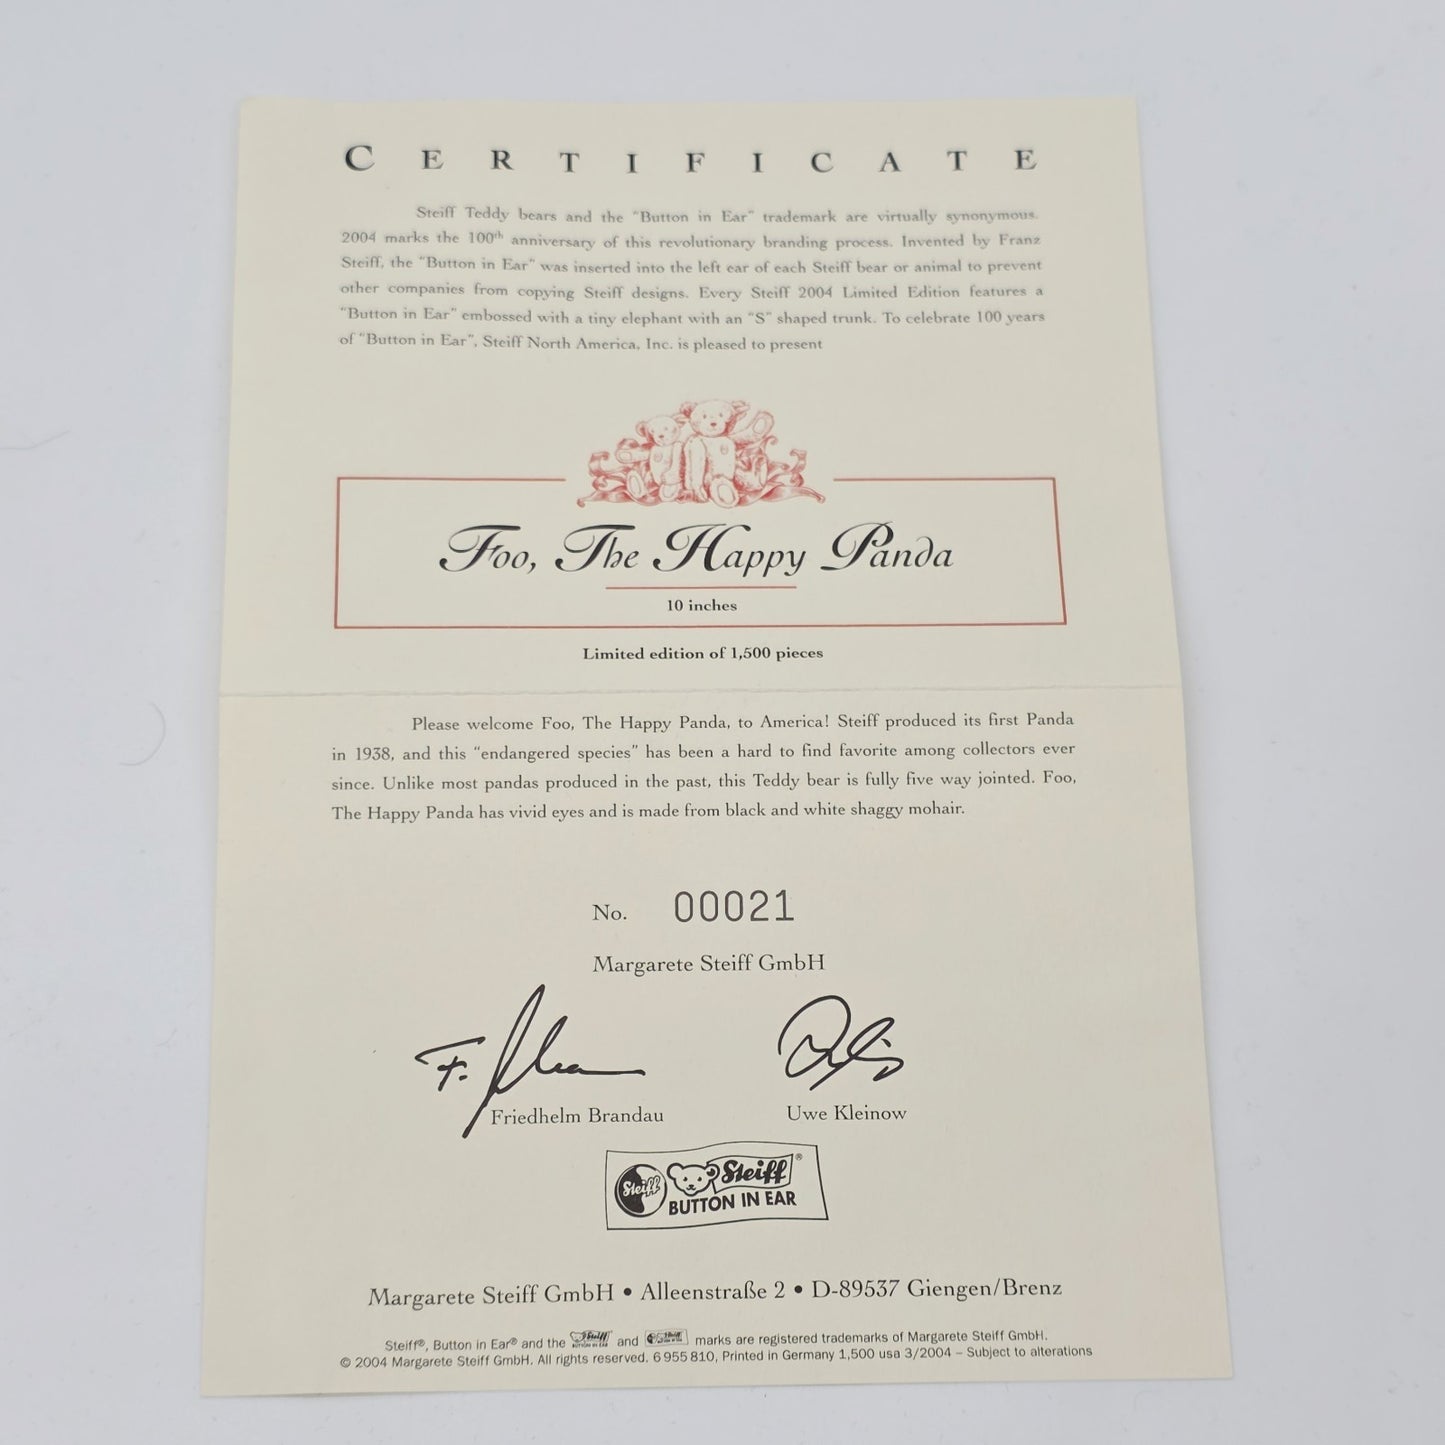 CERTIFICATE
Steiff Teddy bears and the "Button in Ear" trademark are virtually synonymous.
2004 marks the 100th anniversary of this revolutionary branding process. Invented by Franz
Steiff, the "Button in Ear" was inserted into the left ear of each Steiff bear or animal to prevent
other companies from copying Steiff designs. Every Steiff 2004 Limited Edition features a
"Button in Ear" embossed with a tiny elephant with an "S" shaped trunk. To celebrate 100 years
of "Button in Ear", Steiff North America, Inc. is pleased to present
Foo, The Happy Panda
10 inches
Limited edition of 1,500 pieces
Please welcome Foo, The Happy Panda, to America! Steiff produced its first Panda
in 1938, and this "endangered species" has been a hard to find favorite among collectors ever
since. Unlike most pandas produced in the past, this Teddy bear is fully five way jointed. Foo,
The Happy Panda has vivid eyes and is made from black and white shaggy mohair.
No. 00021
Margarete Steiff GmbH
F.
Friedhelm Brandau Uwe Kleinow
Steiff Steiff®
BUTTON IN EAR
Margarete Steiff GmbH • Alleenstraße 2 • D-89537 Giengen/Brenz
Steiff®, Button in Ear® and the Steiff BUTTON IN EAR and marks are registered trademarks of Margarete Steiff GmbH.
© 2004 Margarete Steiff GmbH. All rights reserved. 6 955 810, Printed in Germany 1,500 usa 3/2004 – Subject to alterations